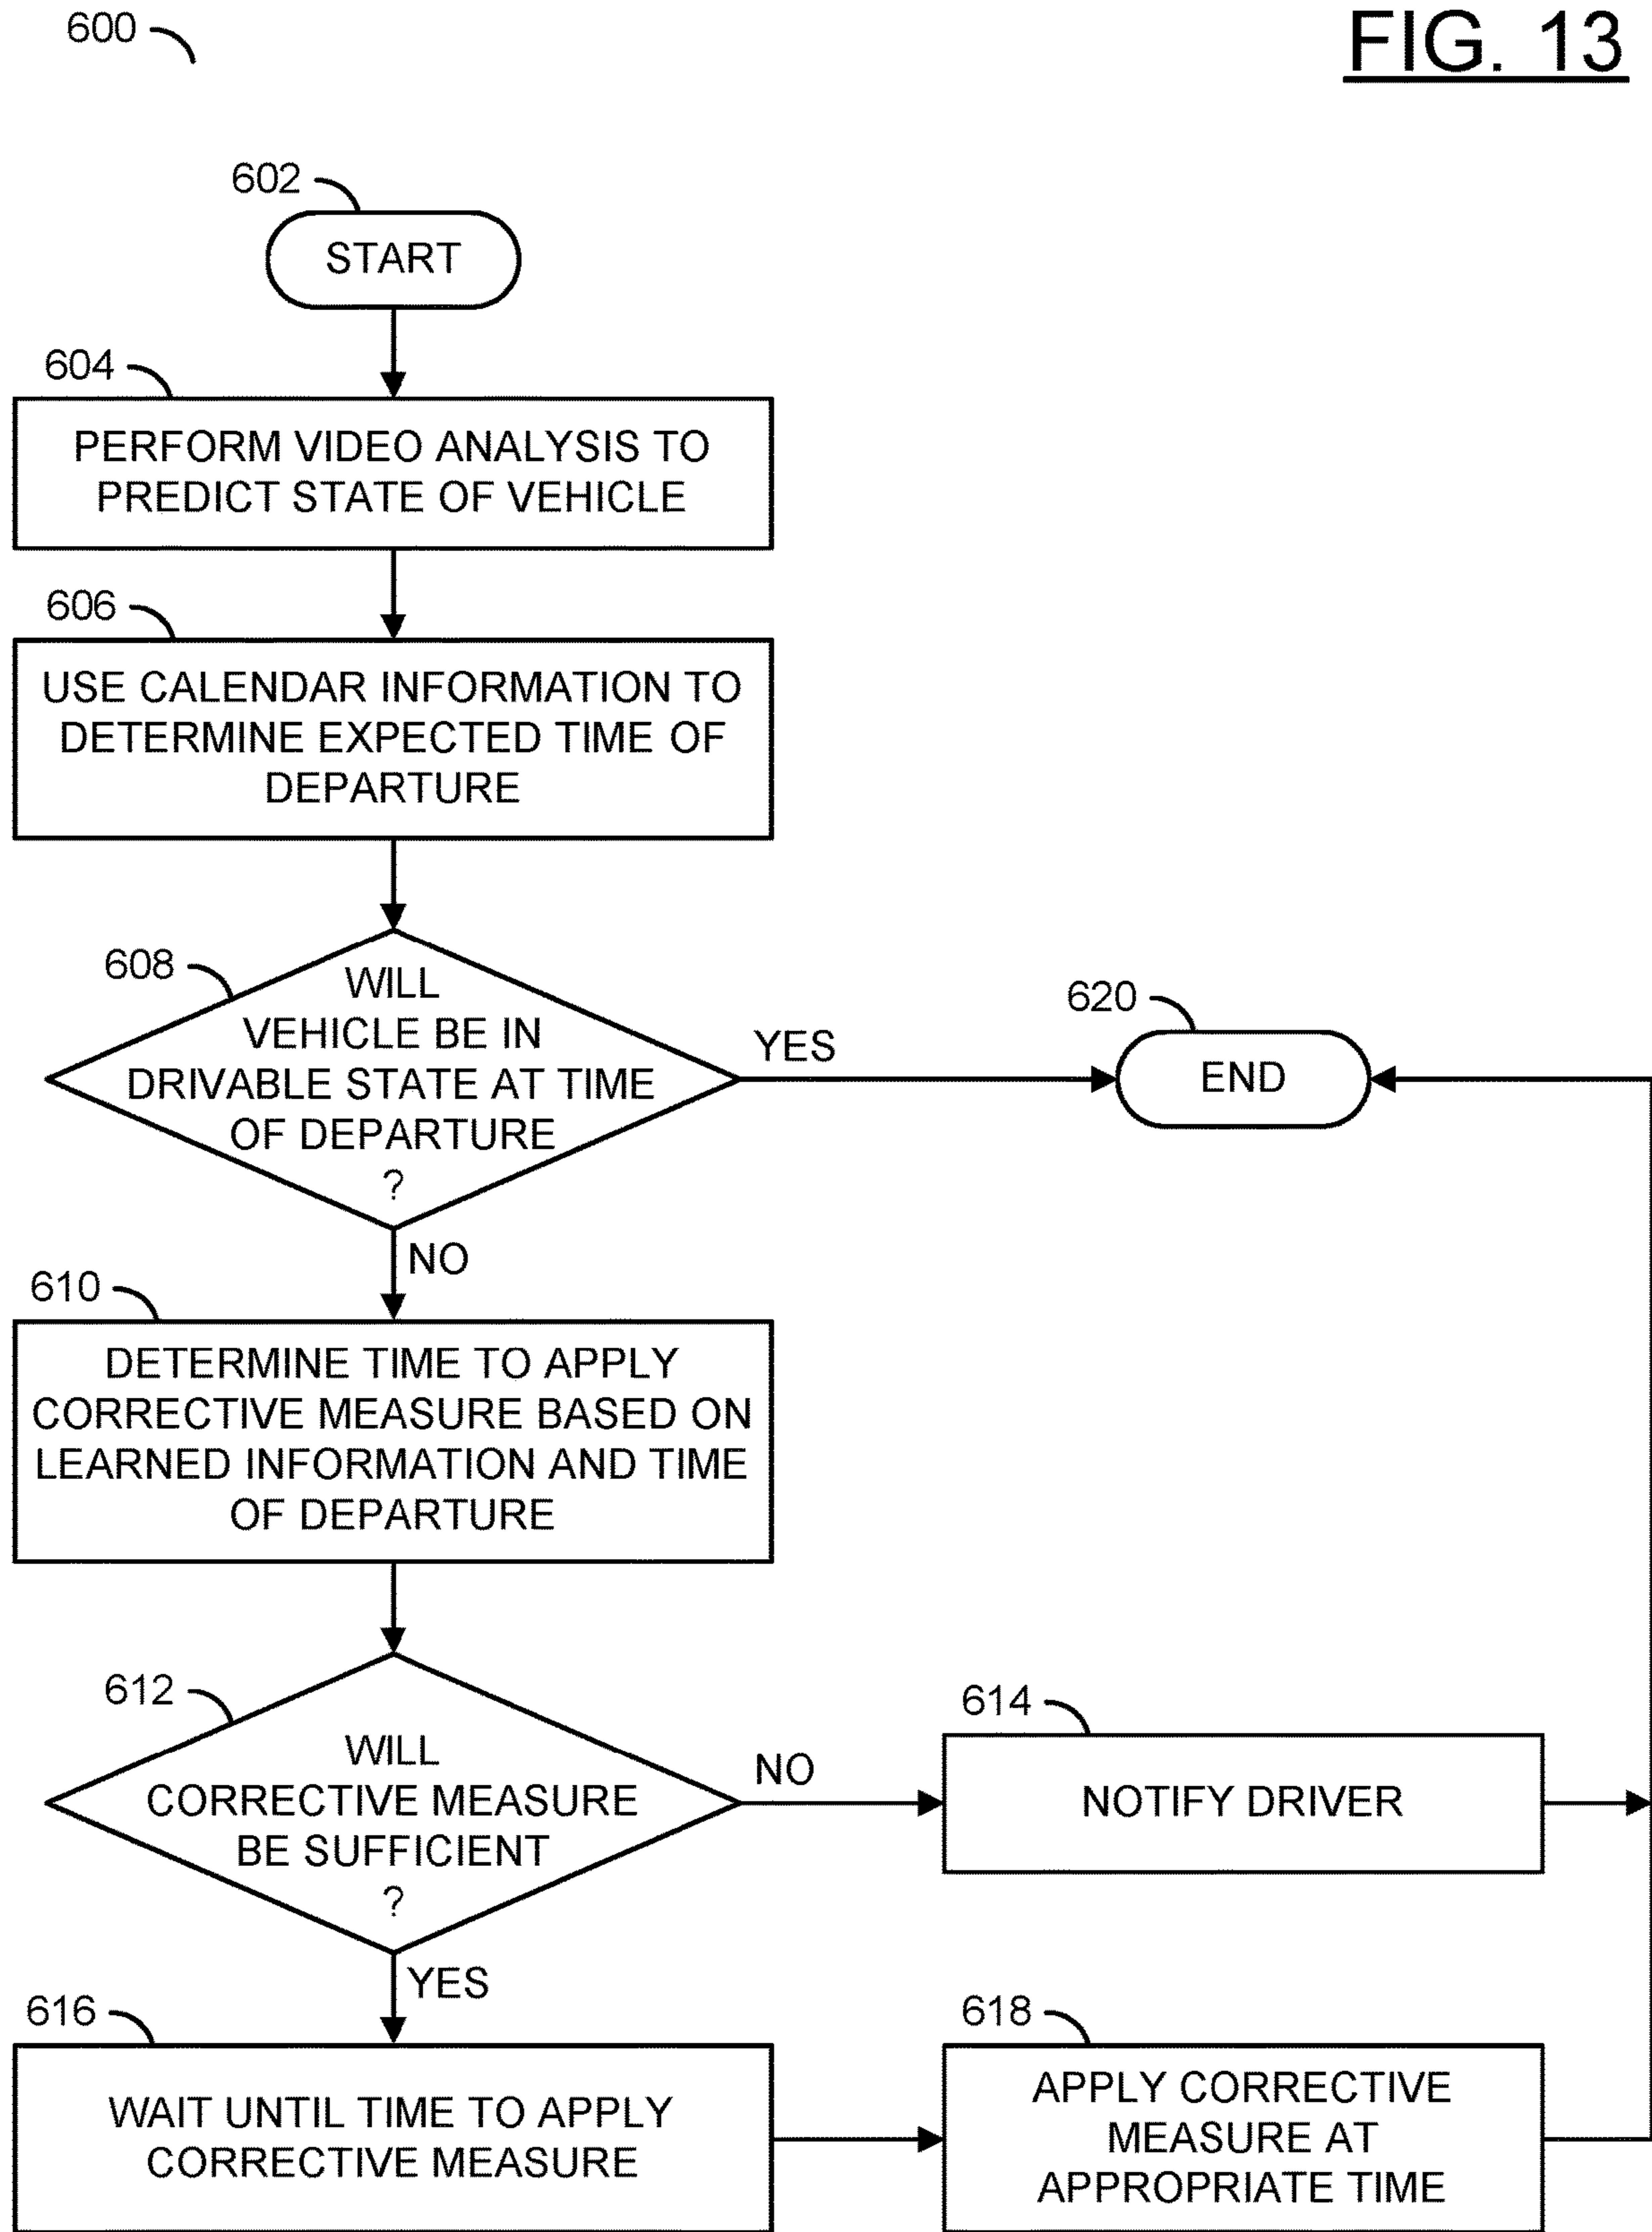 600
FIG. 13
602
START
604
PERFORM VIDEO ANALYSIS TO
PREDICT STATE OF VEHICLE
606
USE CALENDAR INFORMATION TO
DETERMINE EXPECTED TIME OF
DEPARTURE
608
WILL
VEHICLE BE IN
DRIVABLE STATE AT TIME
OF DEPARTURE
?
YES
620
END
NO
610
DETERMINE TIME TO APPLY
CORRECTIVE MEASURE BASED ON
LEARNED INFORMATION AND TIME
OF DEPARTURE
612
WILL
CORRECTIVE MEASURE
BE SUFFICIENT
?
NO
614
NOTIFY DRIVER
YES
616
WAIT UNTIL TIME TO APPLY
CORRECTIVE MEASURE
618
APPLY CORRECTIVE
MEASURE AT
APPROPRIATE TIME